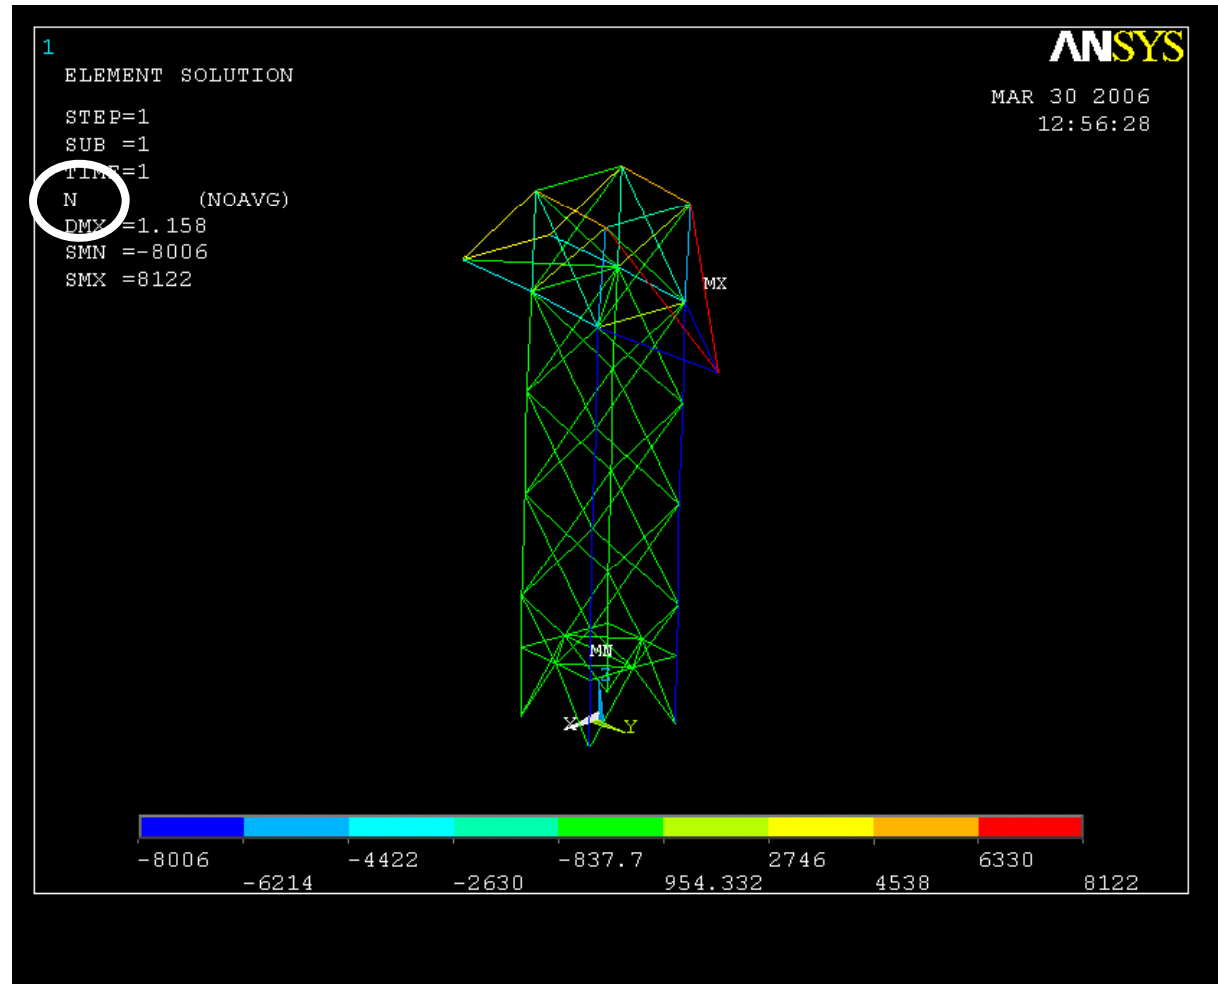 1
ANSYS
ELEMENT SOLUTION
MAR 30 2006
12:56:28
STEP=1
SUB =1
TIME=1
N (NOAVG)
DMX =1.158
SMN =-8006
SMX =8122
MX
MN
Z
X
Y
-8006 -4422 -837.7 2746 6330
-6214 -2630 954.332 4538 8122